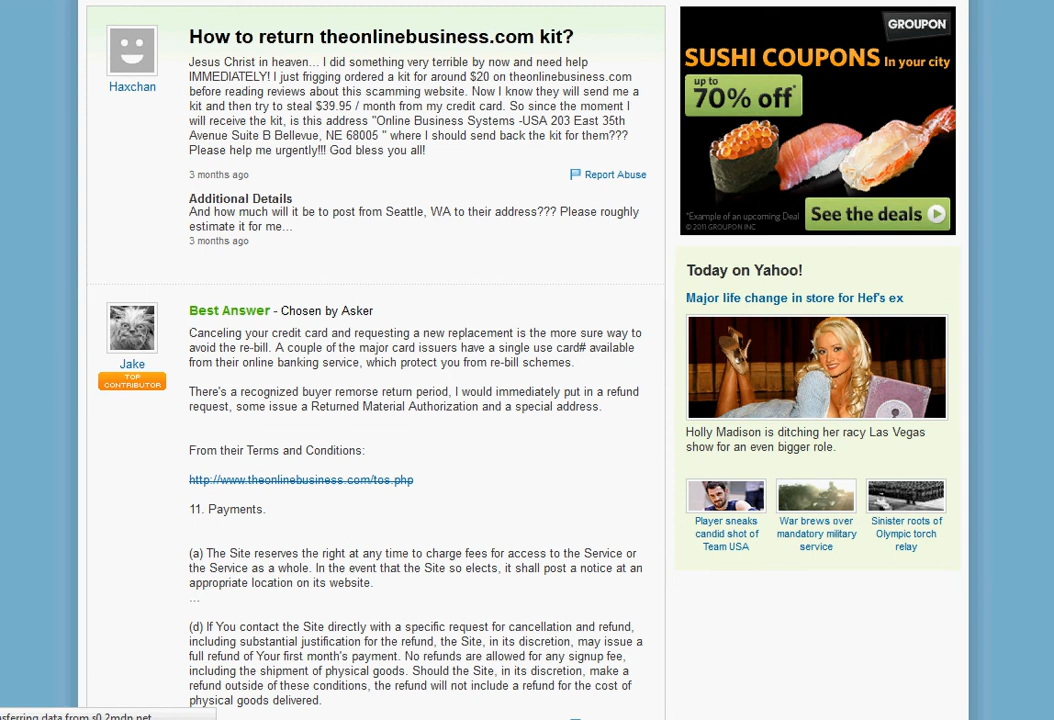 How to return theonlinebusiness.com kit?
Haxchan
Jesus Christ in heaven... I did something very terrible by now and need help
IMMEDIATELY! I just frigging ordered a kit for around $20 on theonlinebusiness.com
before reading reviews about this scamming website. Now I know they will send me a
kit and then try to steal $39.95 / month from my credit card. So since the moment I
will receive the kit, is this address "Online Business Systems -USA 203 East 35th
Avenue Suite B Bellevue, NE 68005 " where I should send back the kit for them???
Please help me urgently!!! God bless you all!
3 months ago
Report Abuse
Additional Details
And how much will it be to post from Seattle, WA to their address??? Please roughly
estimate it for me...
3 months ago
Jake
TOP
CONTRIBUTOR
Best Answer - Chosen by Asker
Canceling your credit card and requesting a new replacement is the more sure way to
avoid the re-bill. A couple of the major card issuers have a single use card# available
from their online banking service, which protect you from re-bill schemes.
There's a recognized buyer remorse return period, I would immediately put in a refund
request, some issue a Returned Material Authorization and a special address.
From their Terms and Conditions:
http://www.theonlinebusiness.com/tos.php
11. Payments.
(a) The Site reserves the right at any time to charge fees for access to the Service or
the Service as a whole. In the event that the Site so elects, it shall post a notice at an
appropriate location on its website.
...
(d) If You contact the Site directly with a specific request for cancellation and refund,
including substantial justification for the refund, the Site, in its discretion, may issue a
full refund of Your first month's payment. No refunds are allowed for any signup fee,
including the shipment of physical goods. Should the Site, in its discretion, make a
refund outside of these conditions, the refund will not include a refund for the cost of
physical goods delivered.
GROUPON
SUSHI COUPONS In your city
up to
70% off*
*Example of an upcoming Deal
© 2011 GROUPON INC
See the deals
Today on Yahoo!
Major life change in store for Hef's ex
Holly Madison is ditching her racy Las Vegas
show for an even bigger role.
Player sneaks
candid shot of
Team USA
War brews over
mandatory military
service
Sinister roots of
Olympic torch
relay
sferring data from s0.2mdn.net